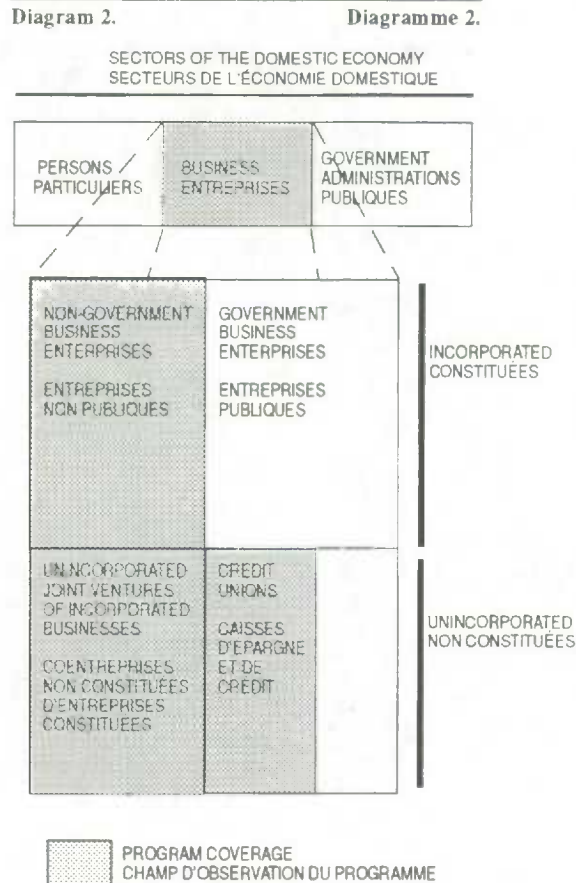 Diagram 2. Diagramme 2.
SECTORS OF THE DOMESTIC ECONOMY
SECTEURS DE L'ÉCONOMIE DOMESTIQUE
PERSONS
PARTICULIERS
BUSINESS
ENTREPRISES
GOVERNMENT
ADMINISTRATIONS
PUBLIQUES
NON-GOVERNMENT
BUSINESS
ENTERPRISES
ENTREPRISES
NON PUBLIQUES
GOVERNMENT
BUSINESS
ENTERPRISES
ENTREPRISES
PUBLIQUES
INCORPORATED
CONSTITUÉES
UNINCORPORATED
JOINT VENTURES
OF INCORPORATED
BUSINESSES
COENTREPRISES
NON CONSTITUÉES
D'ENTREPRISES
CONSTITUÉES
CREDIT
UNIONS
CAISSES
D'ÉPARGNE
ET DE
CRÉDIT
UNINCORPORATED
NON CONSTITUÉES
PROGRAM COVERAGE
CHAMP D'OBSERVATION DU PROGRAMME